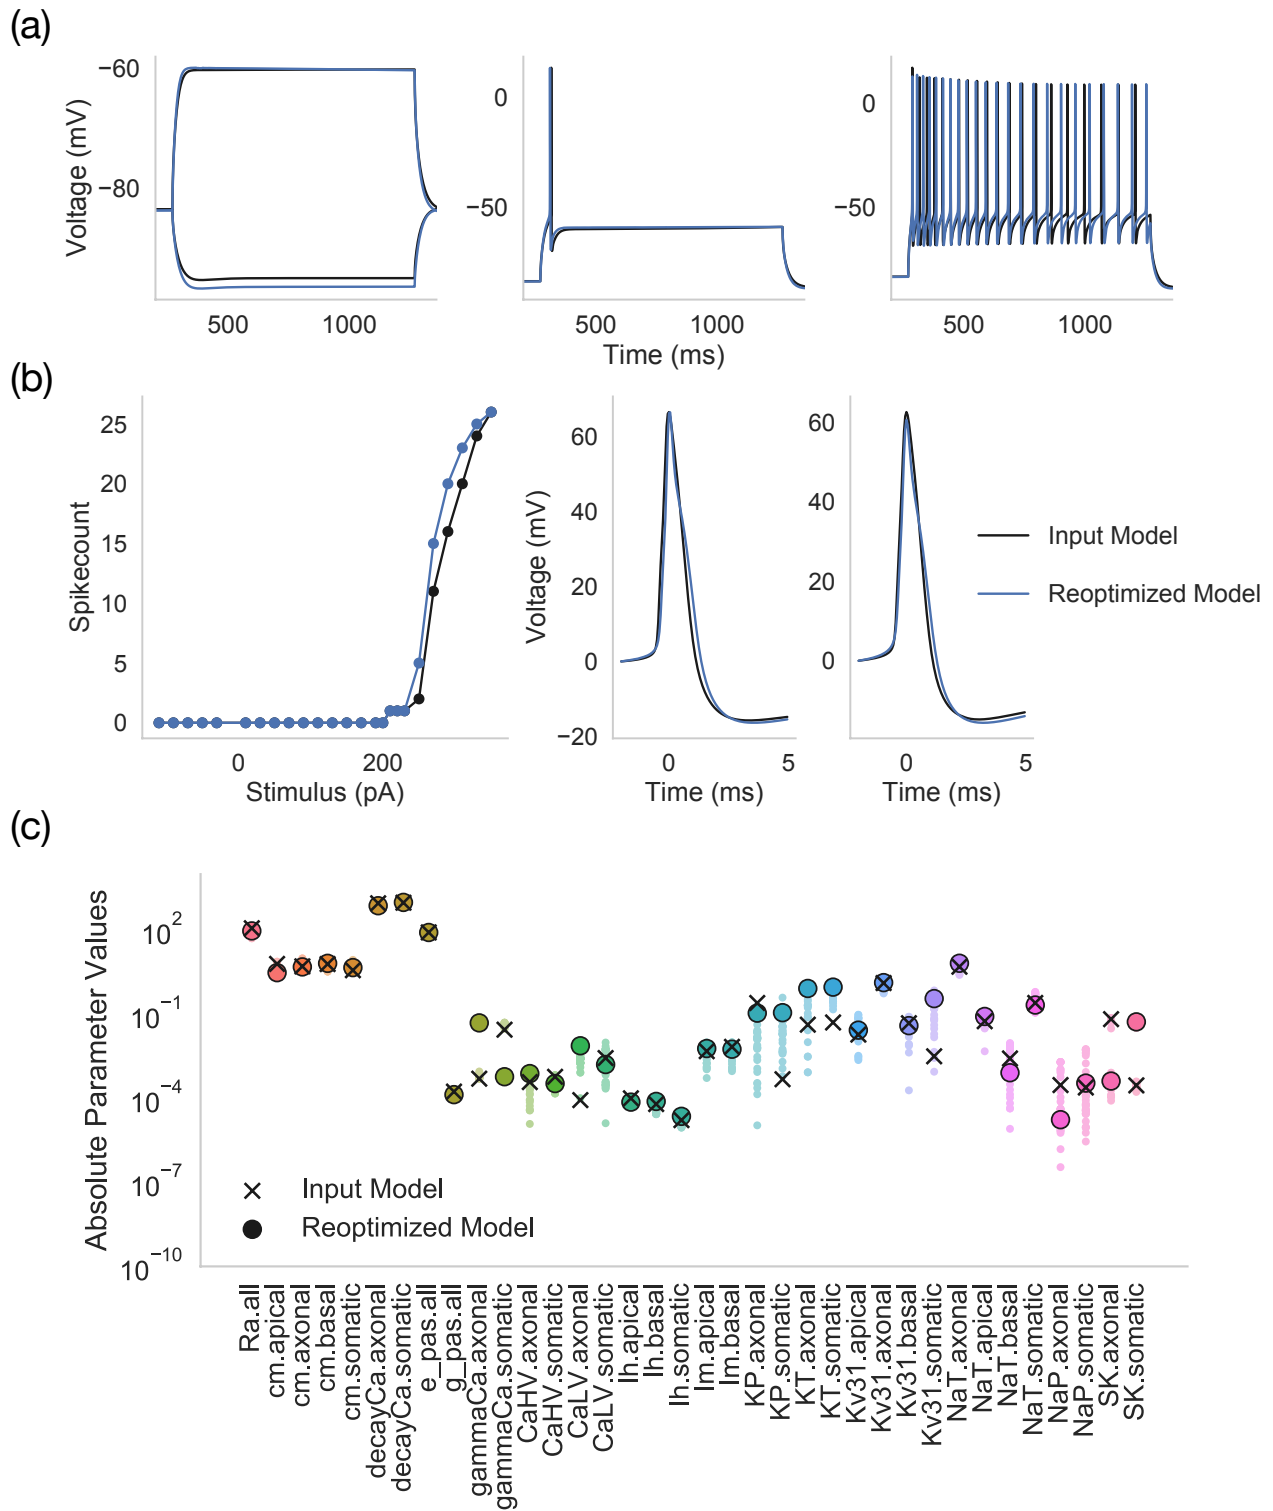 (a)
−60
−80
Voltage (mV)
500
1000
0
−50
500
1000
0
−50
500
1000
Time (ms)
(b)
25
20
15
10
5
0
Spikecount
0
200
Stimulus (pA)
60
40
20
0
−20
Voltage (mV)
0
5
Time (ms)
60
40
20
0
0
5
Time (ms)
Input Model
Reoptimized Model
(c)
Absolute Parameter Values
10^2
10^−1
10^−4
10^−7
10^−10
Input Model
Reoptimized Model
Ra.all
cm.apical
cm.axonal
cm.basal
cm.somatic
decayCa.axonal
decayCa.somatic
e_pas.all
g_pas.all
gammaCa.axonal
gammaCa.somatic
CaHV.axonal
CaHV.somatic
CaLV.axonal
CaLV.somatic
Ih.apical
Ih.basal
Ih.somatic
Im.apical
Im.basal
KP.axonal
KP.somatic
KT.axonal
KT.somatic
Kv31.apical
Kv31.axonal
Kv31.basal
Kv31.somatic
NaT.axonal
NaT.apical
NaT.basal
NaT.somatic
NaP.axonal
NaP.somatic
SK.axonal
SK.somatic